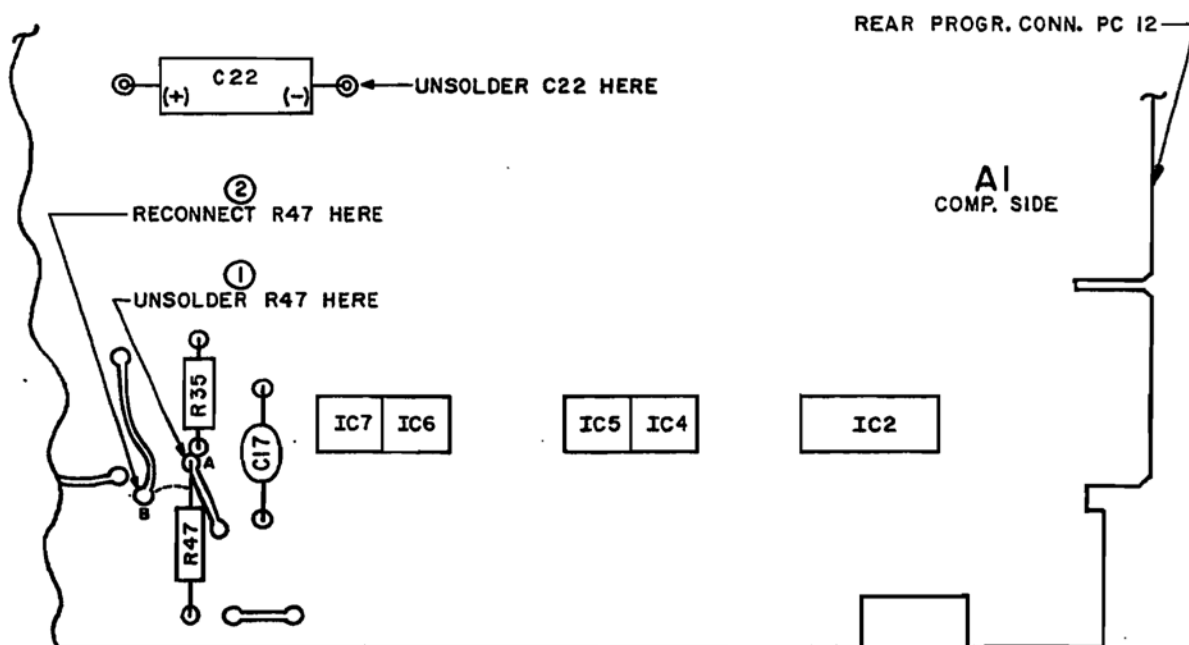 REAR PROGR. CONN. PC 12
C22
(+) (-)
UNSOLDER C22 HERE
A1
COMP. SIDE
2
RECONNECT R47 HERE
1
UNSOLDER R47 HERE
R35
A
C17
IC7 IC6 IC5 IC4 IC2
B
R47